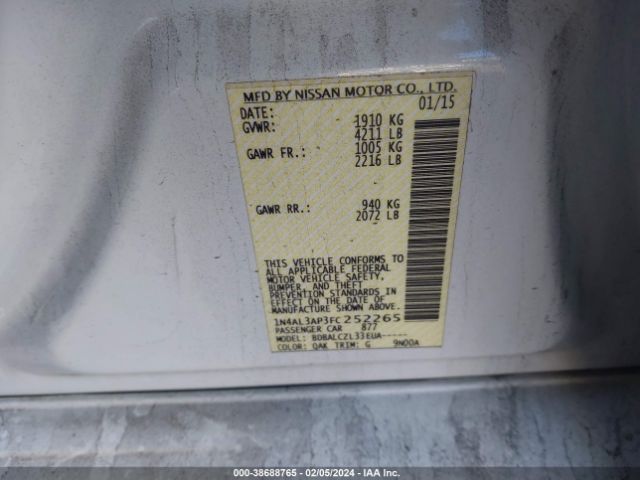 MFD BY NISSAN MOTOR CO., LTD.
DATE: 01/15
GVWR: 1910 KG
4211 LB
GAWR FR.: 1005 KG
2216 LB
GAWR RR.: 940 KG
2072 LB
THIS VEHICLE CONFORMS TO
ALL APPLICABLE FEDERAL
MOTOR VEHICLE SAFETY,
BUMPER, AND THEFT
PREVENTION STANDARDS
IN EFFECT ON THE DATE OF
MANUFACTURE SHOWN ABOVE.
1N4AL3AP3FC252265
PASSENGER CAR 877
MODEL: BDBALCZL33EUA-----
COLOR: QAK TRIM: G 9N00A
000-38688765 - 02/05/2024 - IAA Inc.